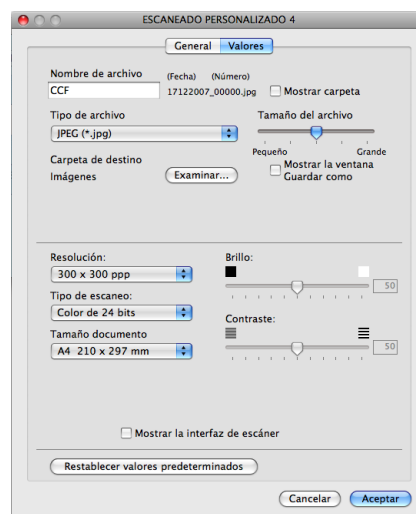 ESCANEADO PERSONALIZADO 4
General Valores
Nombre de archivo (Fecha) (Número)
CCF 17122007_00000.jpg Mostrar carpeta
Tipo de archivo Tamaño del archivo
JPEG (*.jpg)
Pequeño Grande
Carpeta de destino Mostrar la ventana
Imágenes Examinar... Guardar como
Resolución: Brillo:
300 x 300 ppp 50
Tipo de escaneo:
Color de 24 bits Contraste:
Tamaño documento
A4 210 x 297 mm 50
Mostrar la interfaz de escáner
Restablecer valores predeterminados
Cancelar Aceptar